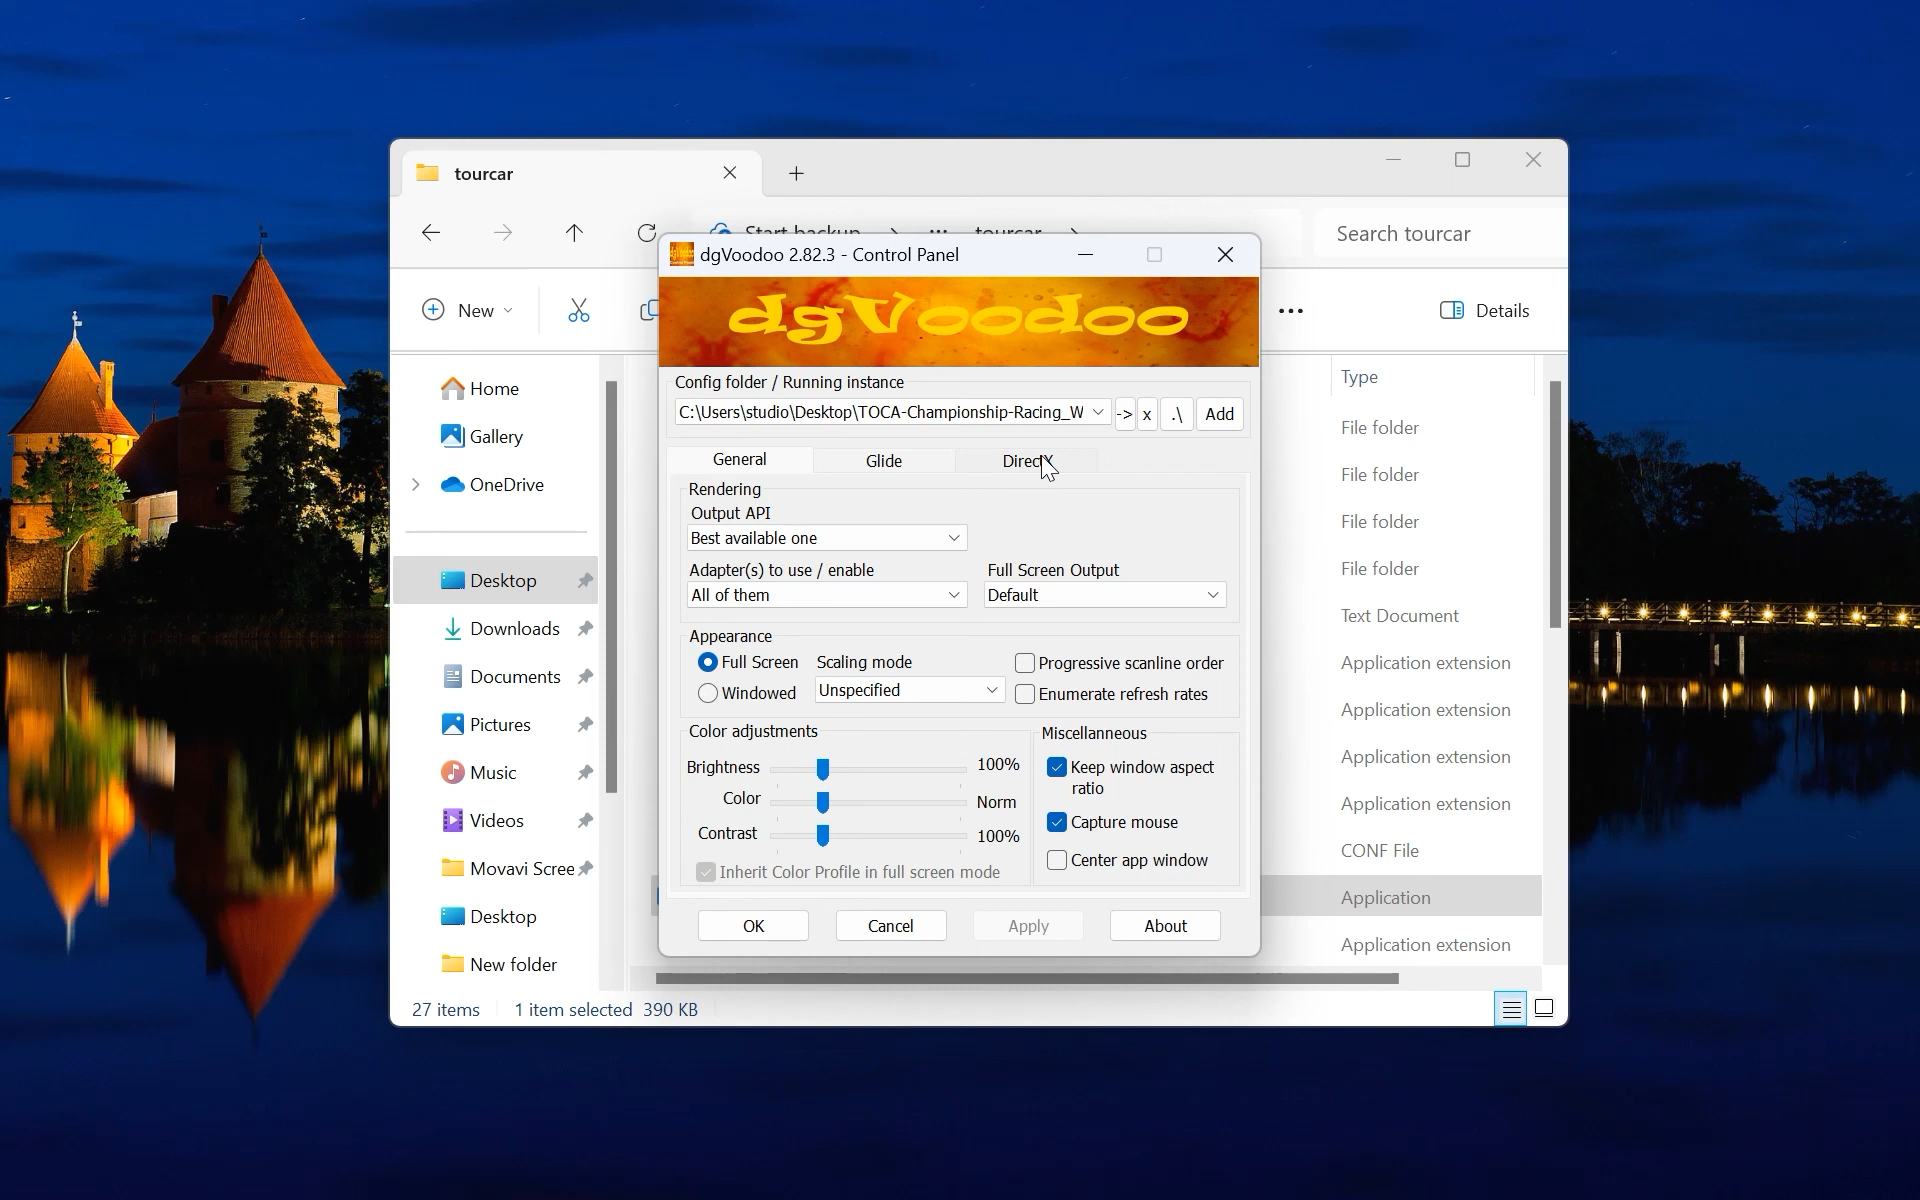 tourcar
Start backup
...
tourcar
Search tourcar
dgVoodoo 2.82.3 - Control Panel
New
dgVoodoo
Details
Config folder / Running instance
C:\Users\studio\Desktop\TOCA-Championship-Racing_W
->
x
.\
Add
General
Glide
Rendering
Output API
Best available one
Adapter(s) to use / enable
Full Screen Output
All of them
Default
Appearance
Full Screen
Scaling mode
Progressive scanline order
Windowed
Unspecified
Enumerate refresh rates
Color adjustments
Miscellaneous
Brightness
100%
Keep window aspect
ratio
Color
Norm
Capture mouse
Contrast
100%
Center app window
Inherit Color Profile in full screen mode
OK
Cancel
Apply
About
Home
Gallery
OneDrive
Desktop
Downloads
Documents
Pictures
Music
Videos
Movavi Scree
Desktop
New folder
Type
File folder
File folder
File folder
File folder
Text Document
Application extension
Application extension
Application extension
Application extension
CONF File
Application
Application extension
27 items
1 item selected 390 KB